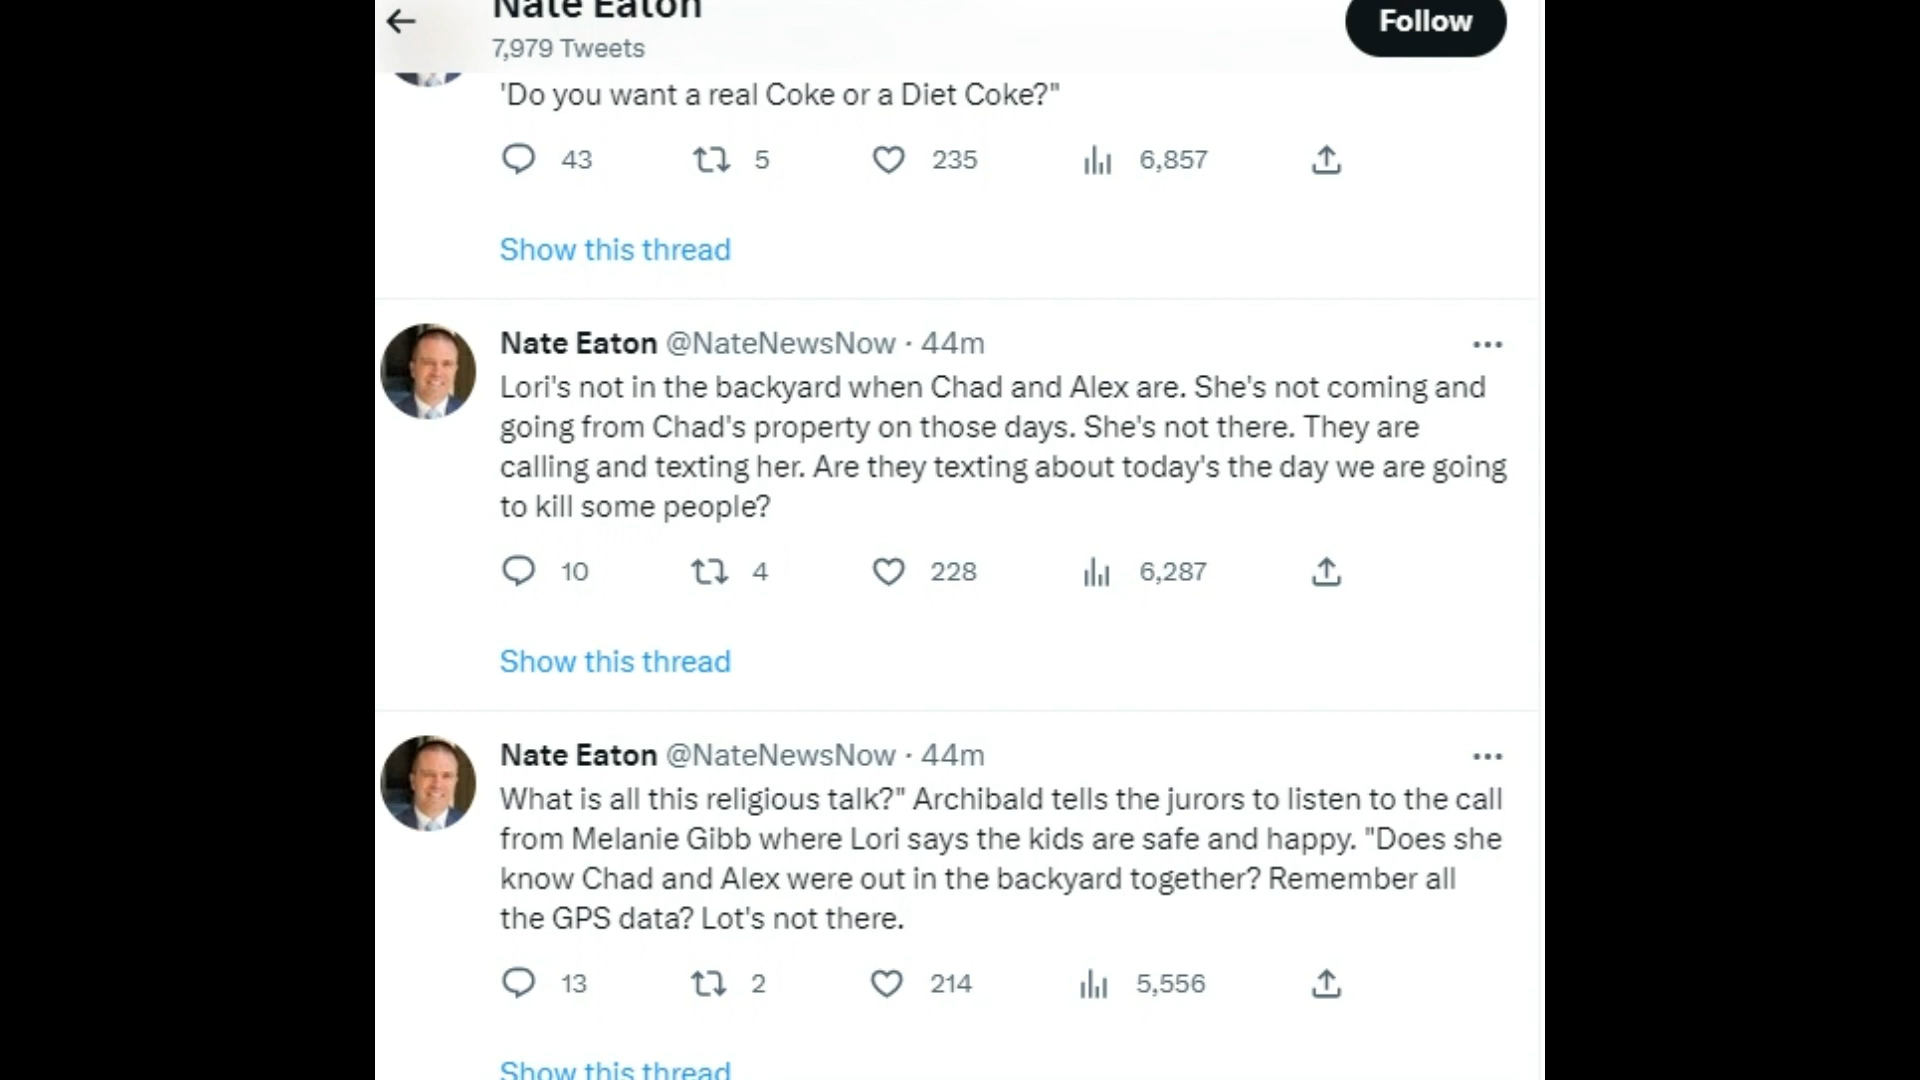 Nate Eaton
7,979 Tweets
Follow
'Do you want a real Coke or a Diet Coke?"
43 5 235 6,857
Show this thread
Nate Eaton @NateNewsNow · 44m
Lori's not in the backyard when Chad and Alex are. She's not coming and
going from Chad's property on those days. She's not there. They are
calling and texting her. Are they texting about today's the day we are going
to kill some people?
10 4 228 6,287
Show this thread
Nate Eaton @NateNewsNow · 44m
What is all this religious talk?" Archibald tells the jurors to listen to the call
from Melanie Gibb where Lori says the kids are safe and happy. "Does she
know Chad and Alex were out in the backyard together? Remember all
the GPS data? Lot's not there.
13 2 214 5,556
Show this thread